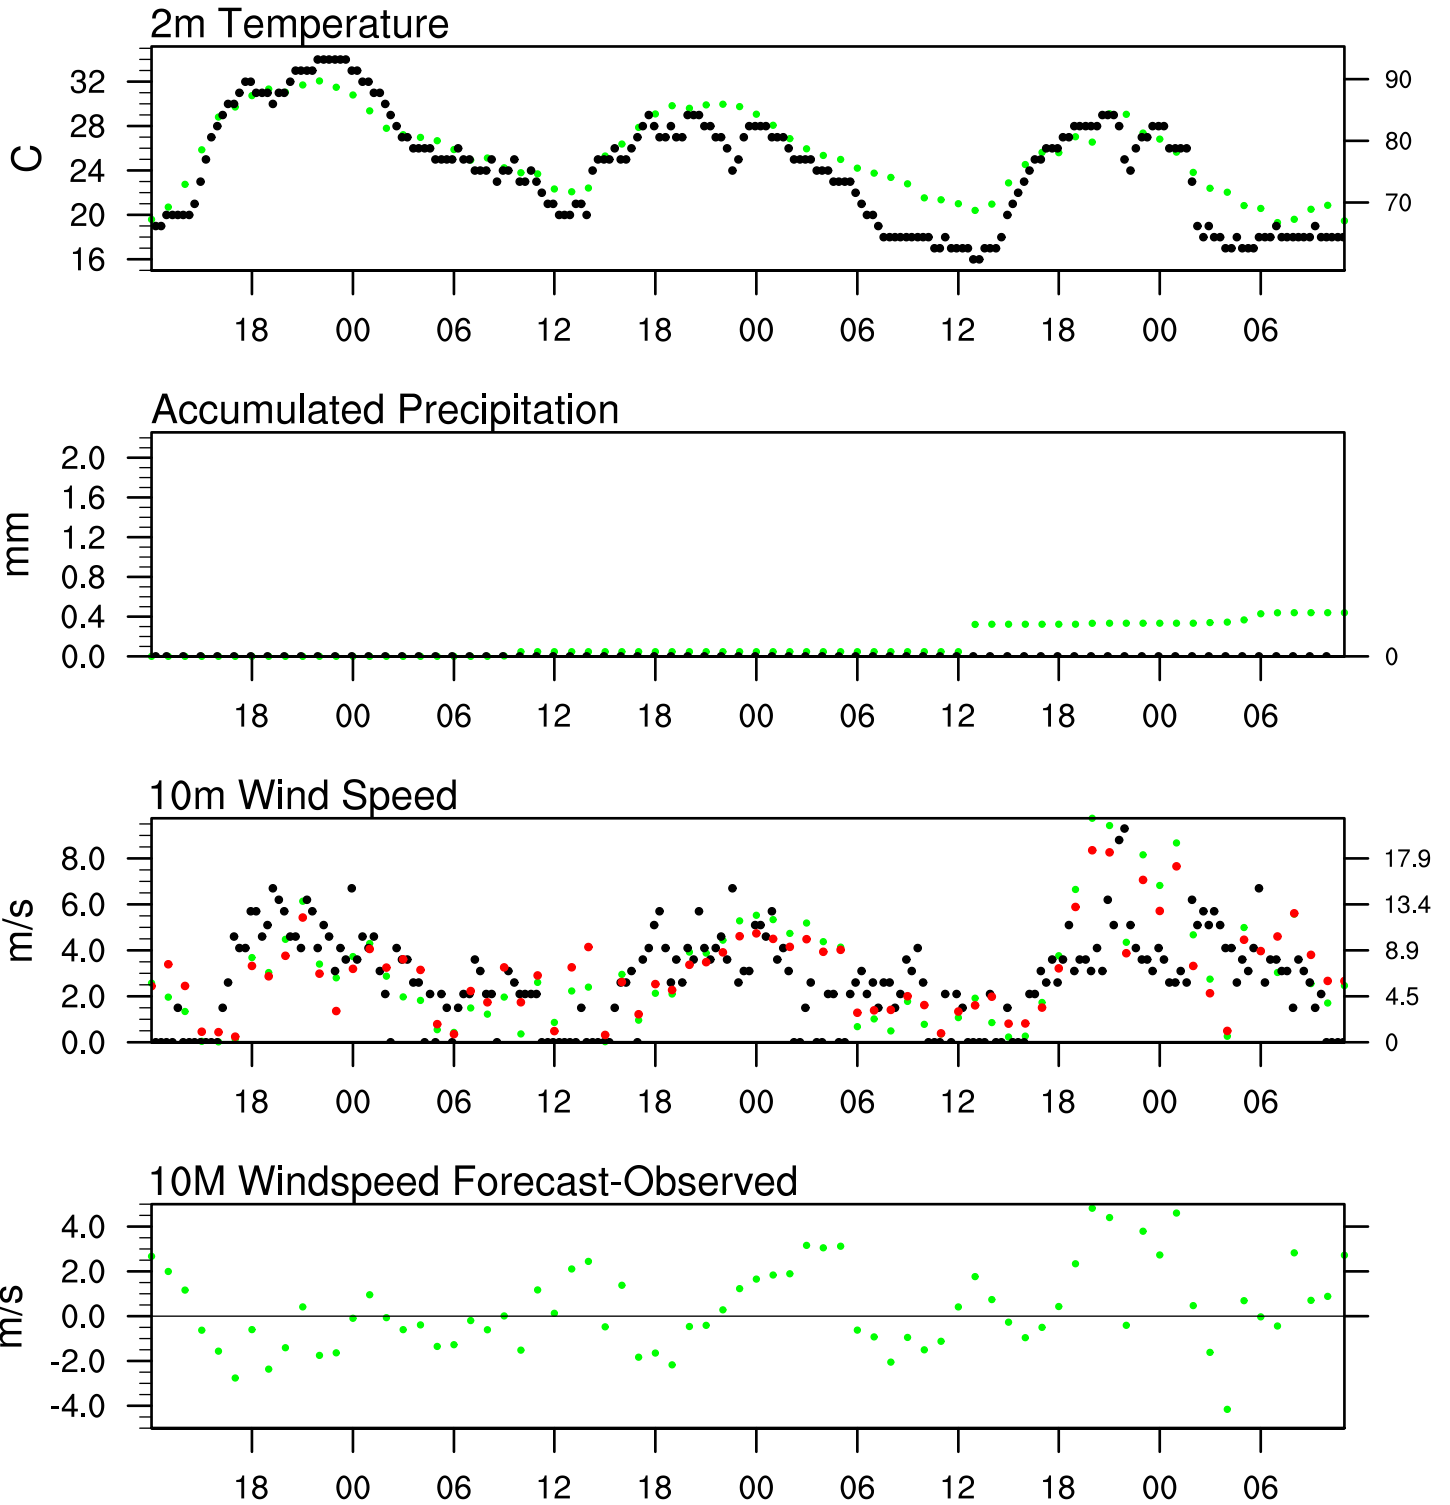 2m Temperature
32
28
24
20
16
C
90
80
70
18 00 06 12 18 00 06 12 18 00 06
Accumulated Precipitation
2.0
1.6
1.2
0.8
0.4
0.0
mm
0
18 00 06 12 18 00 06 12 18 00 06
10m Wind Speed
8.0
6.0
4.0
2.0
0.0
m/s
17.9
13.4
8.9
4.5
0
18 00 06 12 18 00 06 12 18 00 06
10M Windspeed Forecast-Observed
4.0
2.0
0.0
-2.0
-4.0
m/s
18 00 06 12 18 00 06 12 18 00 06